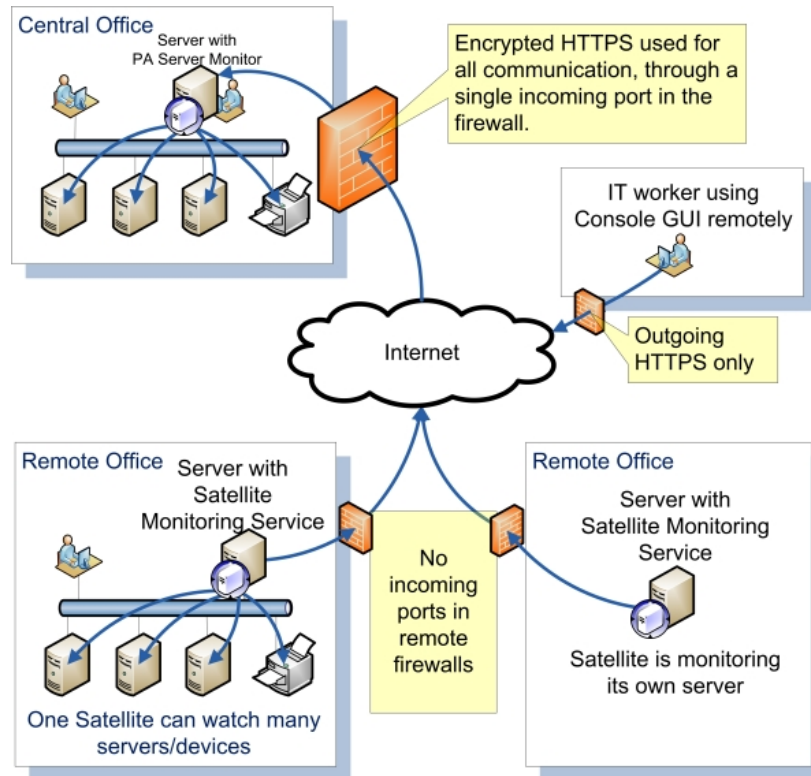 Central Office
Server with
PA Server Monitor
Encrypted HTTPS used for
all communication, through a
single incoming port in the
firewall.
IT worker using
Console GUI remotely
Outgoing
HTTPS only
Internet
Remote Office
Server with
Satellite
Monitoring Service
One Satellite can watch many
servers/devices
No
incoming
ports in
remote
firewalls
Remote Office
Server with
Satellite Monitoring
Service
Satellite is monitoring
its own server